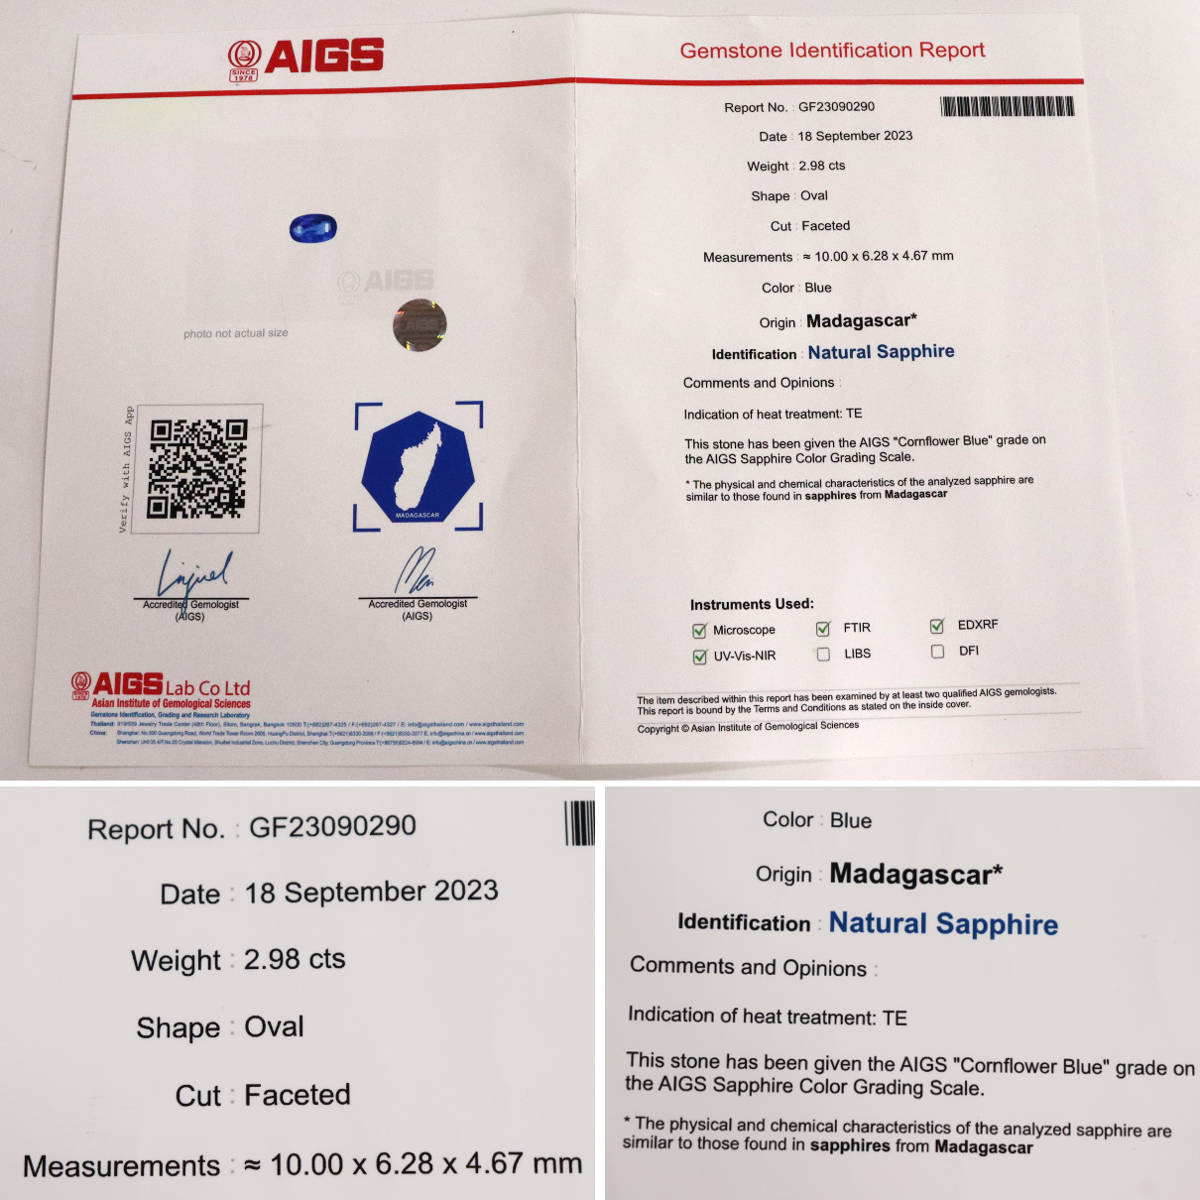 SINCE 1978
AIGS
photo not actual size
AIGS
Verify with AIGS App
MADAGASCAR
Accredited Gemologist
(AIGS)
Accredited Gemologist
(AIGS)
AIGS Lab Co Ltd
Asian Institute of Gemological Sciences
Gemstone Identification, Grading and Research Laboratory
Gemstone Identification Report
Report No. : GF23090290
Date : 18 September 2023
Weight : 2.98 cts
Shape : Oval
Cut : Faceted
Measurements : ≈ 10.00 x 6.28 x 4.67 mm
Color : Blue
Origin : Madagascar*
Identification : Natural Sapphire
Comments and Opinions :
Indication of heat treatment: TE
This stone has been given the AIGS "Cornflower Blue" grade on
the AIGS Sapphire Color Grading Scale.
* The physical and chemical characteristics of the analyzed sapphire are
similar to those found in sapphires from Madagascar
Instruments Used:
Microscope FTIR EDXRF
UV-Vis-NIR LIBS DFI
The item described within this report has been examined by at least two qualified AIGS gemologists.
This report is bound by the Terms and Conditions as stated on the inside cover.
Copyright © Asian Institute of Gemological Sciences
Report No. : GF23090290
Date : 18 September 2023
Weight : 2.98 cts
Shape : Oval
Cut : Faceted
Measurements : ≈ 10.00 x 6.28 x 4.67 mm
Color : Blue
Origin : Madagascar*
Identification : Natural Sapphire
Comments and Opinions :
Indication of heat treatment: TE
This stone has been given the AIGS "Cornflower Blue" grade on
the AIGS Sapphire Color Grading Scale.
* The physical and chemical characteristics of the analyzed sapphire are
similar to those found in sapphires from Madagascar